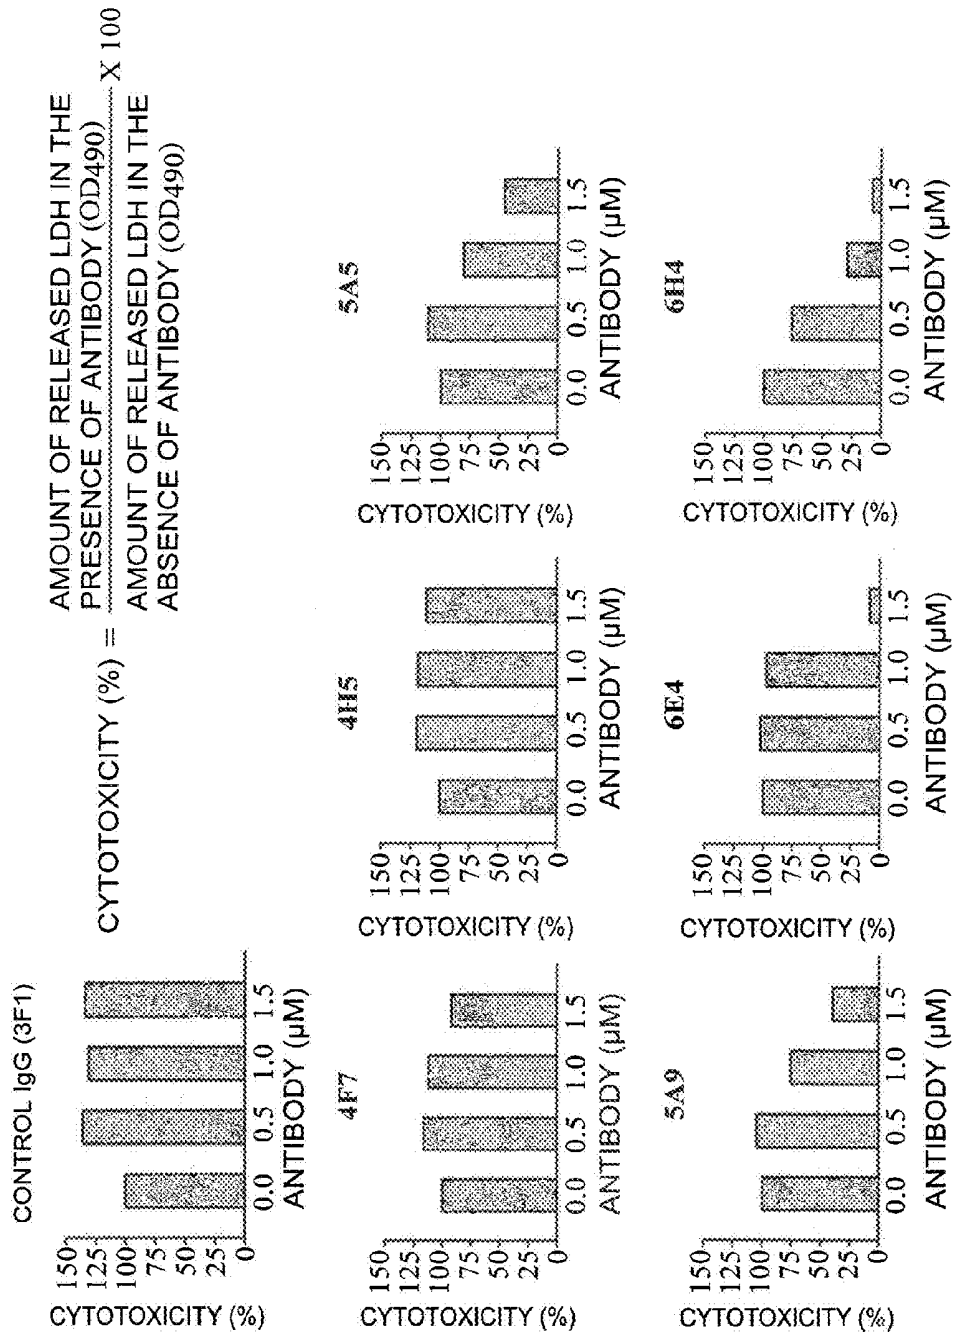 CONTROL IgG (3F1)
CYTOTOXICITY (%)
150
125
100
75
50
25
0
0.0 0.5 1.0 1.5
ANTIBODY (µM)
CYTOTOXICITY (%) =
AMOUNT OF RELEASED LDH IN THE
PRESENCE OF ANTIBODY (OD490)
X 100
AMOUNT OF RELEASED LDH IN THE
ABSENCE OF ANTIBODY (OD490)
4F7
CYTOTOXICITY (%)
150
125
100
75
50
25
0
0.0 0.5 1.0 1.5
ANTIBODY (µM)
4H5
CYTOTOXICITY (%)
150
125
100
75
50
25
0
0.0 0.5 1.0 1.5
ANTIBODY (µM)
5A5
CYTOTOXICITY (%)
150
125
100
75
50
25
0
0.0 0.5 1.0 1.5
ANTIBODY (µM)
5A9
CYTOTOXICITY (%)
150
125
100
75
50
25
0
0.0 0.5 1.0 1.5
ANTIBODY (µM)
6E4
CYTOTOXICITY (%)
150
125
100
75
50
25
0
0.0 0.5 1.0 1.5
ANTIBODY (µM)
6H4
CYTOTOXICITY (%)
150
125
100
75
50
25
0
0.0 0.5 1.0 1.5
ANTIBODY (µM)